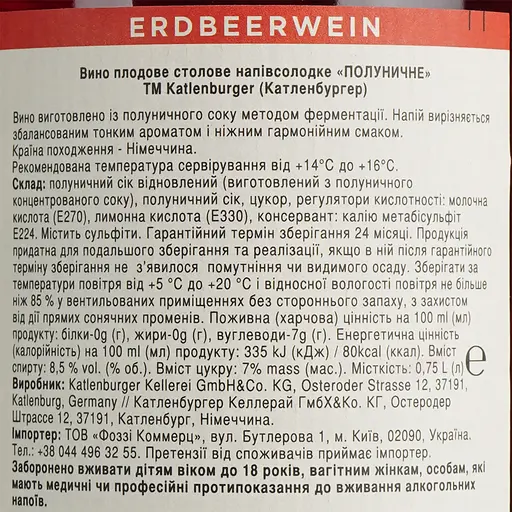 ERDBEERWEIN
Вино плодове столове напівсолодке «ПОЛУНИЧНЕ»
ТМ Katlenburger (Катленбургер)
Вино виготовлено із полуничного соку методом ферментації. Напій вирізняється
збалансованим тонким ароматом і ніжним гармонійним смаком.
Країна походження - Німеччина.
Рекомендована температура сервірування від +14°С до +16°С.
Склад: полуничний сік відновлений (виготовлений з полуничного
концентрованого соку), полуничний сік, цукор, регулятори кислотності: молочна
кислота (Е270), лимонна кислота (Е330), консервант: калію метабісульфіт
Е224. Містить сульфіти. Гарантійний термін зберігання 24 місяці. Продукція
придатна для подальшого зберігання та реалізації, якщо в ній після гарантійного
терміну зберігання не з’явилося помутніння чи видимого осаду. Зберігати за
температури повітря від +5 °С до +20 °С і відносної вологості повітря не більше
ніж 85 % у вентильованих приміщеннях без стороннього запаху, з захистом
від дії прямих сонячних променів. Поживна (харчова) цінність на 100 ml (мл)
продукту: білки-0g (г), жири-0g (г), вуглеводи-7g (г). Енергетична цінність
(калорійність) на 100 ml (мл) продукту: 335 kJ (кДж) / 80kcal (ккал). Вміст
спирту: 8,5 % vol. (% об.). Вміст цукру: 7% mass (мас.). Місткість: 0,75 L (л) ℮
Виробник: Katlenburger Kellerei GmbH&Co. KG, Osteroder Strasse 12, 37191,
Katlenburg, Germany // Катленбургер Келлерай ГмбХ&Ко. КГ, Остеродер
Штрассе 12, 37191, Катленбург, Німеччина.
Імпортер: ТОВ «Фоззі Коммерц», вул. Бутлерова 1, м. Київ, 02090, Україна.
Тел.: +38 044 496 32 55. Претензії від споживачів приймає імпортер.
Заборонено вживати дітям віком до 18 років, вагітним жінкам, особам, які
мають медичні чи професійні протипоказання до вживання алкогольних
напоїв.